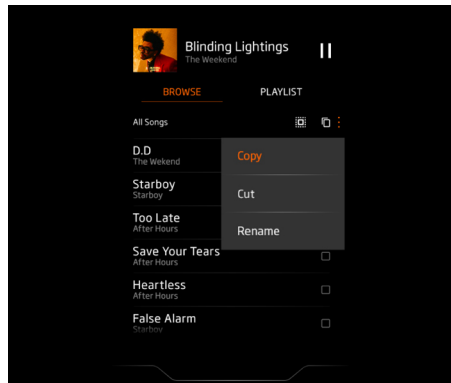 Blinding Lightings
The Weekend
BROWSE
PLAYLIST
All Songs
D.D
The Wekend
Copy
Starboy
Starboy
Cut
Too Late
After Hours
Rename
Save Your Tears
After Hours
Heartless
After Hours
False Alarm
Starboy